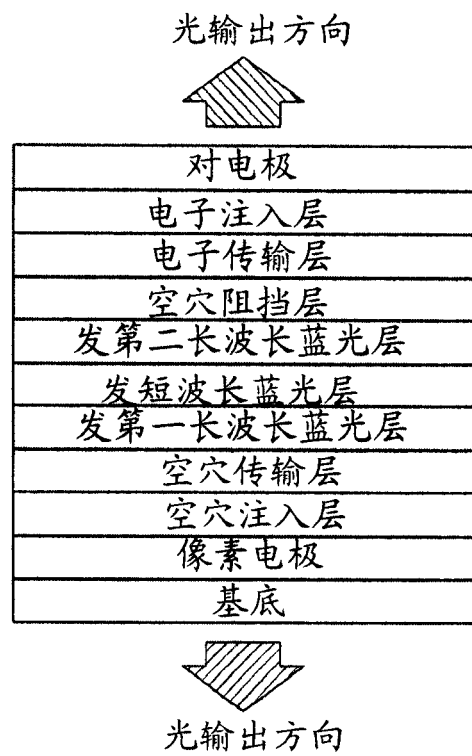 光输出方向
对电极
电子注入层
电子传输层
空穴阻挡层
发第二长波长蓝光层
发短波长蓝光层
发第一长波长蓝光层
空穴传输层
空穴注入层
像素电极
基底
光输出方向